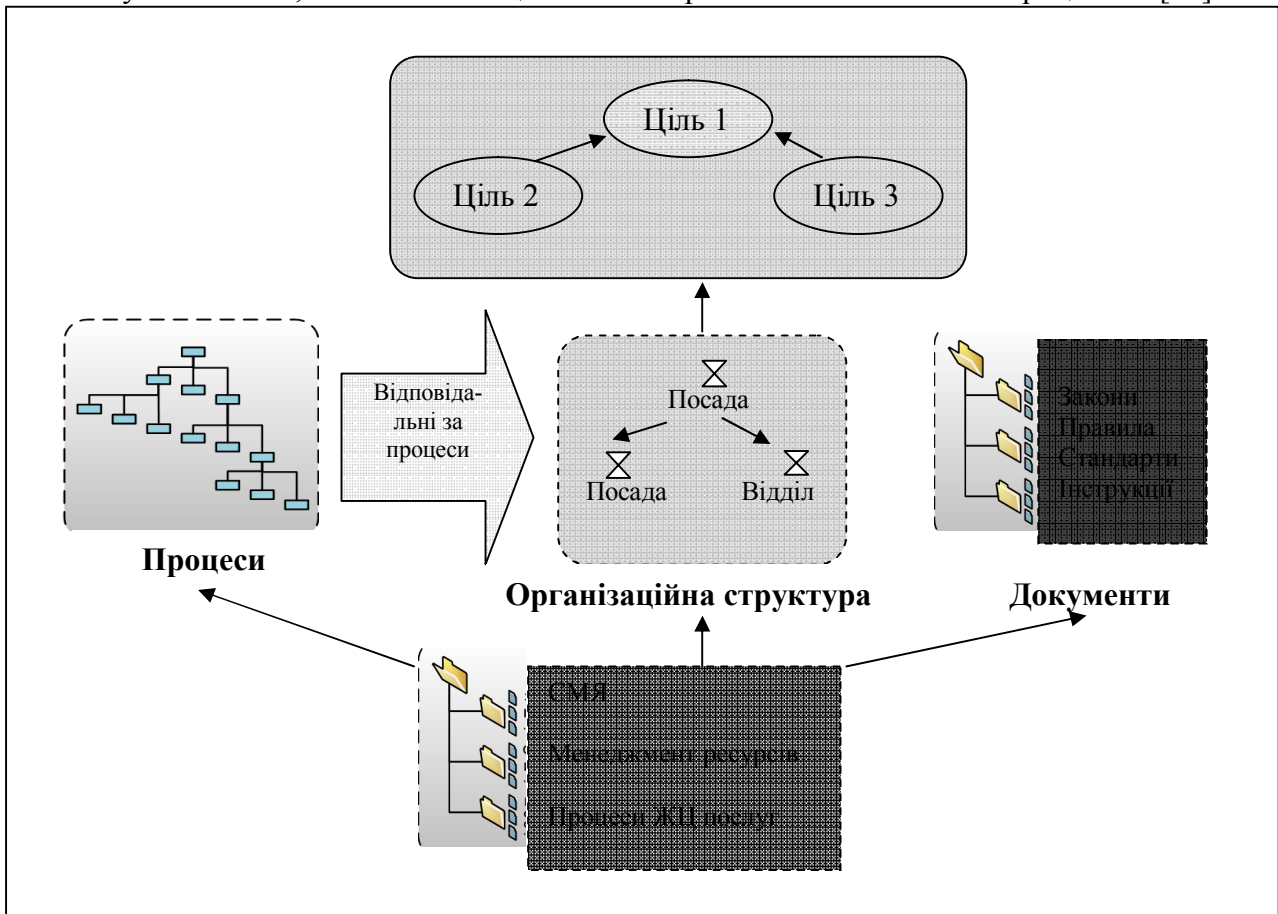 Ціль 1
Ціль 2
Ціль 3
Відповіда-
льні за
процеси
Посада
Посада
Відділ
Закони
Правила
Стандарти
Інструкції
Процеси
Організаційна структура
Документи
СМЯ
Менеджмент ресурсів
Процеси ЖЦ послуг